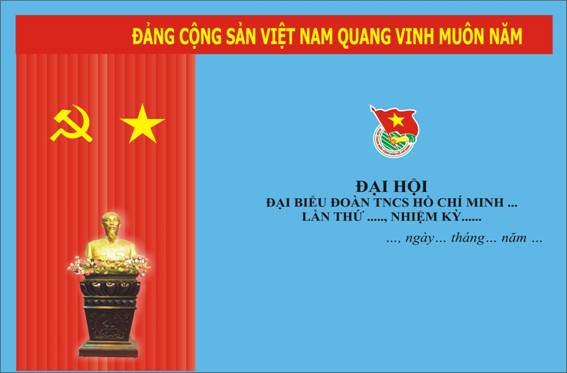 ĐẢNG CỘNG SẢN VIỆT NAM QUANG VINH MUÔN NĂM
ĐẠI HỘI
ĐẠI BIỂU ĐOÀN TNCS HỒ CHÍ MINH ...
LẦN THỨ ....., NHIỆM KỲ......
..., ngày... tháng... năm ...